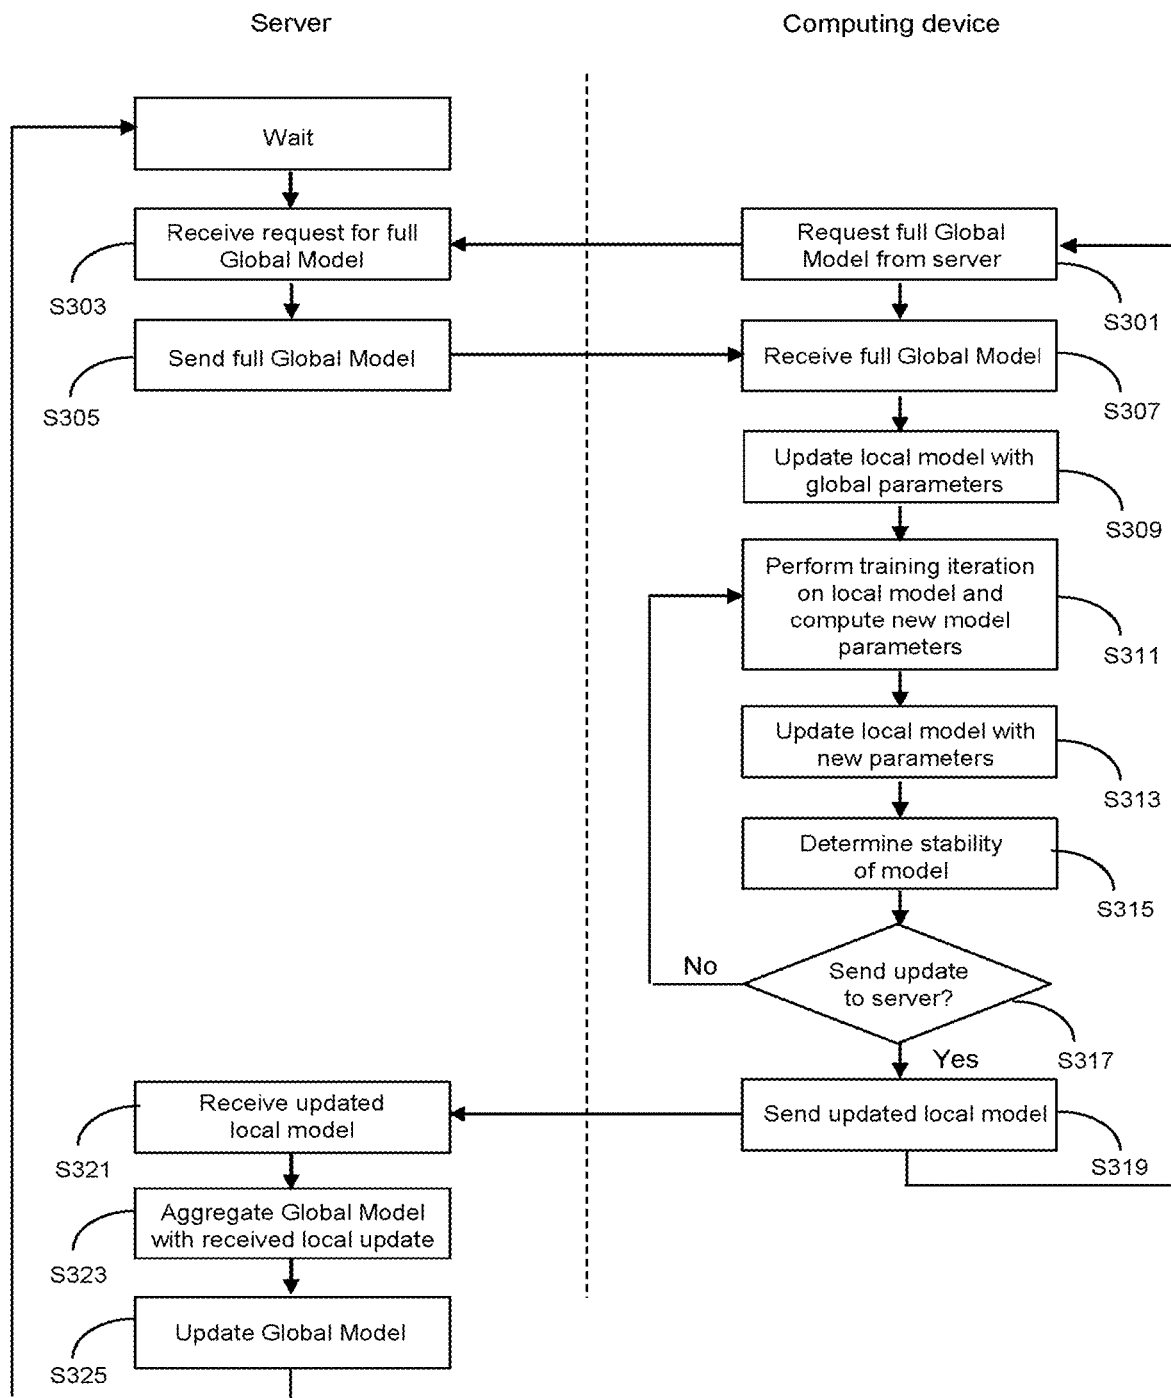 Server
Computing device
Wait
Receive request for full
Global Model
S303
Request full Global
Model from server
S301
Send full Global Model
S305
Receive full Global Model
S307
Update local model with
global parameters
S309
Perform training iteration
on local model and
compute new model
parameters
S311
Update local model with
new parameters
S313
Determine stability
of model
S315
No
Send update
to server?
S317
Yes
Receive updated
local model
S321
Send updated local model
S319
Aggregate Global Model
with received local update
S323
Update Global Model
S325